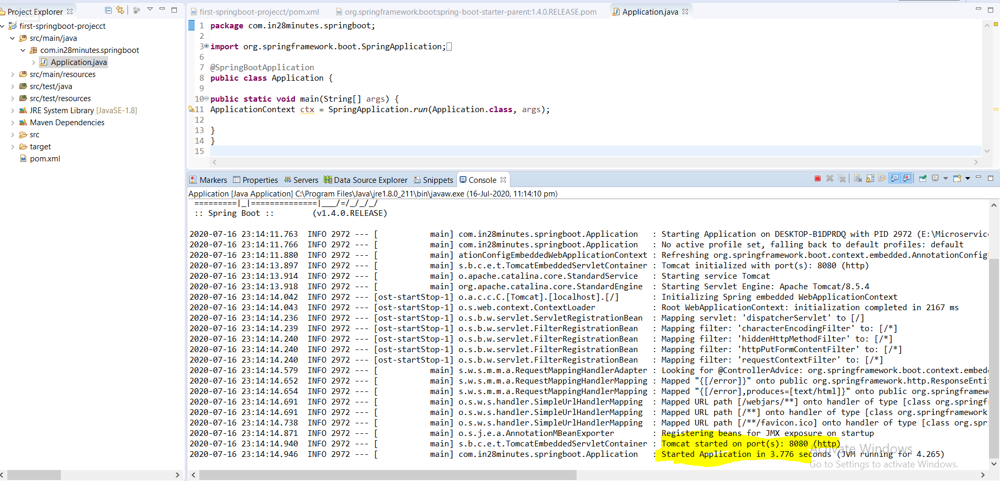 Project Explorer
first-springboot-projecct
src/main/java
com.in28minutes.springboot
Application.java
src/main/resources
src/test/java
src/test/resources
JRE System Library [JavaSE-1.8]
Maven Dependencies
src
target
pom.xml
first-springboot-projecct/pom.xml
org.springframework.boot:spring-boot-starter-parent:1.4.0.RELEASE.pom
Application.java
1 package com.in28minutes.springboot;
2
3 import org.springframework.boot.SpringApplication;
6
7 @SpringBootApplication
8 public class Application {
9
10 public static void main(String[] args) {
11 ApplicationContext ctx = SpringApplication.run(Application.class, args);
12
13 }
14 }
15
Markers Properties Servers Data Source Explorer Snippets Console
Application [Java Application] C:\Program Files\Java\jre1.8.0_211\bin\javaw.exe (16-Jul-2020, 11:14:10 pm)
=========|_|==============|___/=/_/_/_/
:: Spring Boot ::        (v1.4.0.RELEASE)
2020-07-16 23:14:11.763  INFO 2972 --- [           main] com.in28minutes.springboot.Application   : Starting Application on DESKTOP-B1DPRDQ with PID 2972 (E:\Microservic
2020-07-16 23:14:11.766  INFO 2972 --- [           main] com.in28minutes.springboot.Application   : No active profile set, falling back to default profiles: default
2020-07-16 23:14:11.880  INFO 2972 --- [           main] ationConfigEmbeddedWebApplicationContext : Refreshing org.springframework.boot.context.embedded.AnnotationConfig
2020-07-16 23:14:13.897  INFO 2972 --- [           main] s.b.c.e.t.TomcatEmbeddedServletContainer : Tomcat initialized with port(s): 8080 (http)
2020-07-16 23:14:13.914  INFO 2972 --- [           main] o.apache.catalina.core.StandardService   : Starting service Tomcat
2020-07-16 23:14:13.918  INFO 2972 --- [           main] org.apache.catalina.core.StandardEngine  : Starting Servlet Engine: Apache Tomcat/8.5.4
2020-07-16 23:14:14.042  INFO 2972 --- [ost-startStop-1] o.a.c.c.C.[Tomcat].[localhost].[/]       : Initializing Spring embedded WebApplicationContext
2020-07-16 23:14:14.043  INFO 2972 --- [ost-startStop-1] o.s.web.context.ContextLoader            : Root WebApplicationContext: initialization completed in 2167 ms
2020-07-16 23:14:14.236  INFO 2972 --- [ost-startStop-1] o.s.b.w.servlet.ServletRegistrationBean  : Mapping servlet: 'dispatcherServlet' to [/]
2020-07-16 23:14:14.239  INFO 2972 --- [ost-startStop-1] o.s.b.w.servlet.FilterRegistrationBean   : Mapping filter: 'characterEncodingFilter' to: [/*]
2020-07-16 23:14:14.240  INFO 2972 --- [ost-startStop-1] o.s.b.w.servlet.FilterRegistrationBean   : Mapping filter: 'hiddenHttpMethodFilter' to: [/*]
2020-07-16 23:14:14.240  INFO 2972 --- [ost-startStop-1] o.s.b.w.servlet.FilterRegistrationBean   : Mapping filter: 'httpPutFormContentFilter' to: [/*]
2020-07-16 23:14:14.240  INFO 2972 --- [ost-startStop-1] o.s.b.w.servlet.FilterRegistrationBean   : Mapping filter: 'requestContextFilter' to: [/*]
2020-07-16 23:14:14.579  INFO 2972 --- [           main] s.w.s.m.m.a.RequestMappingHandlerAdapter : Looking for @ControllerAdvice: org.springframework.boot.context.embed
2020-07-16 23:14:14.652  INFO 2972 --- [           main] s.w.s.m.m.a.RequestMappingHandlerMapping : Mapped "{[/error]}" onto public org.springframework.http.ResponseEnti
2020-07-16 23:14:14.654  INFO 2972 --- [           main] s.w.s.m.m.a.RequestMappingHandlerMapping : Mapped "{[/error],produces=[text/html]}" onto public org.springframew
2020-07-16 23:14:14.691  INFO 2972 --- [           main] o.s.w.s.handler.SimpleUrlHandlerMapping  : Mapped URL path [/webjars/**] onto handler of type [class org.springf
2020-07-16 23:14:14.691  INFO 2972 --- [           main] o.s.w.s.handler.SimpleUrlHandlerMapping  : Mapped URL path [/**] onto handler of type [class org.springframework
2020-07-16 23:14:14.738  INFO 2972 --- [           main] o.s.w.s.handler.SimpleUrlHandlerMapping  : Mapped URL path [/**/favicon.ico] onto handler of type [class org.spr
2020-07-16 23:14:14.871  INFO 2972 --- [           main] o.s.j.e.a.AnnotationMBeanExporter        : Registering beans for JMX exposure on startup
2020-07-16 23:14:14.940  INFO 2972 --- [           main] s.b.c.e.t.TomcatEmbeddedServletContainer : Tomcat started on port(s): 8080 (http)
2020-07-16 23:14:14.946  INFO 2972 --- [           main] com.in28minutes.springboot.Application   : Started Application in 3.776 seconds (JVM running for 4.265)
Activate Windows
Go to Settings to activate Windows.